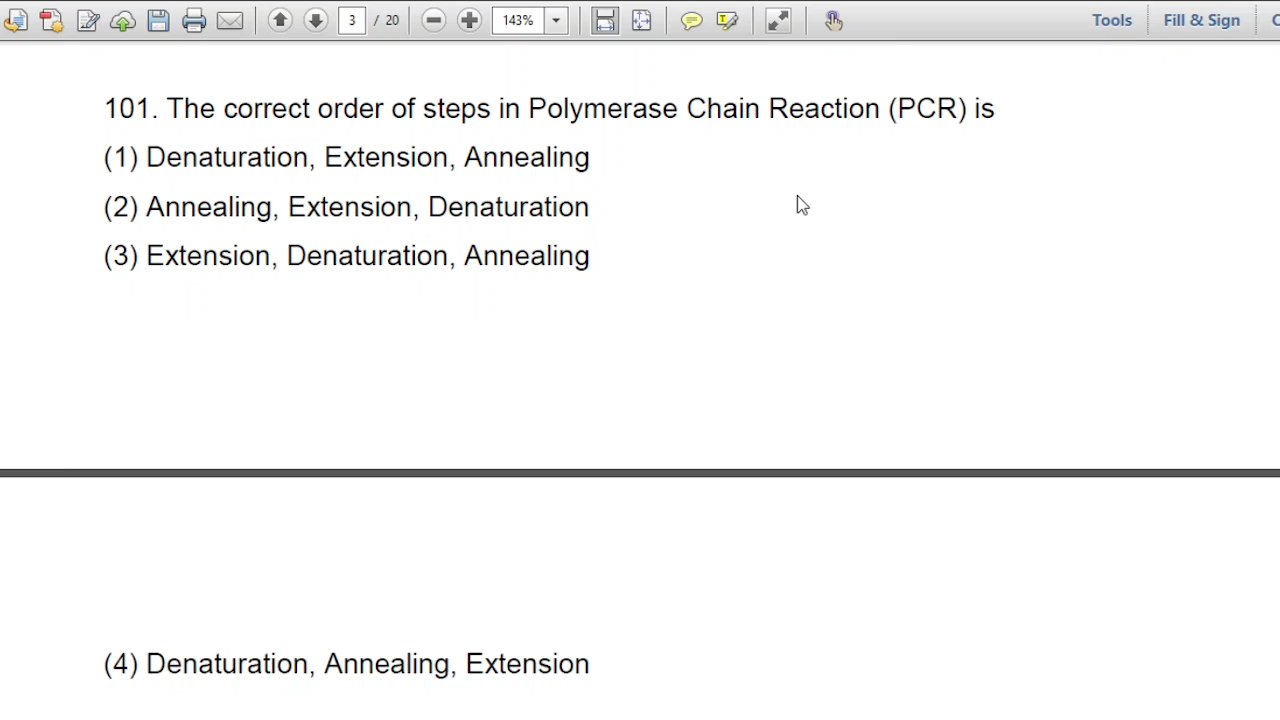 3 / 20 143% Tools Fill & Sign
101. The correct order of steps in Polymerase Chain Reaction (PCR) is
(1) Denaturation, Extension, Annealing
(2) Annealing, Extension, Denaturation
(3) Extension, Denaturation, Annealing
(4) Denaturation, Annealing, Extension